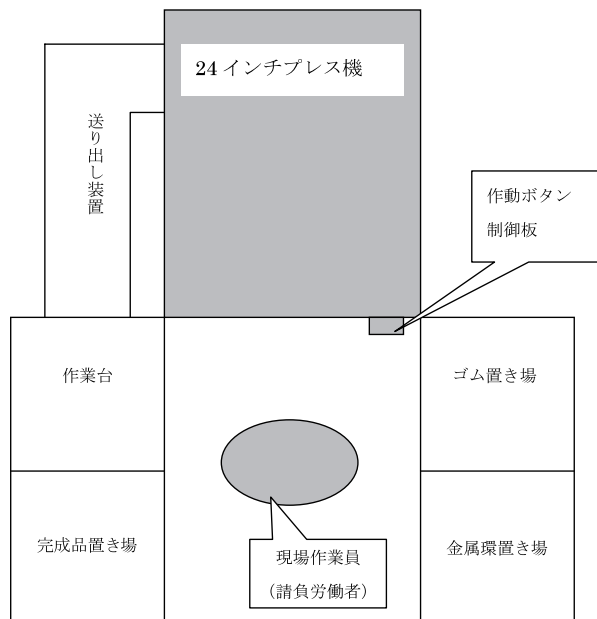 24インチプレス機
送り出し装置
作動ボタン
制御板
作業台
ゴム置き場
完成品置き場
現場作業員
（請負労働者）
金属環置き場